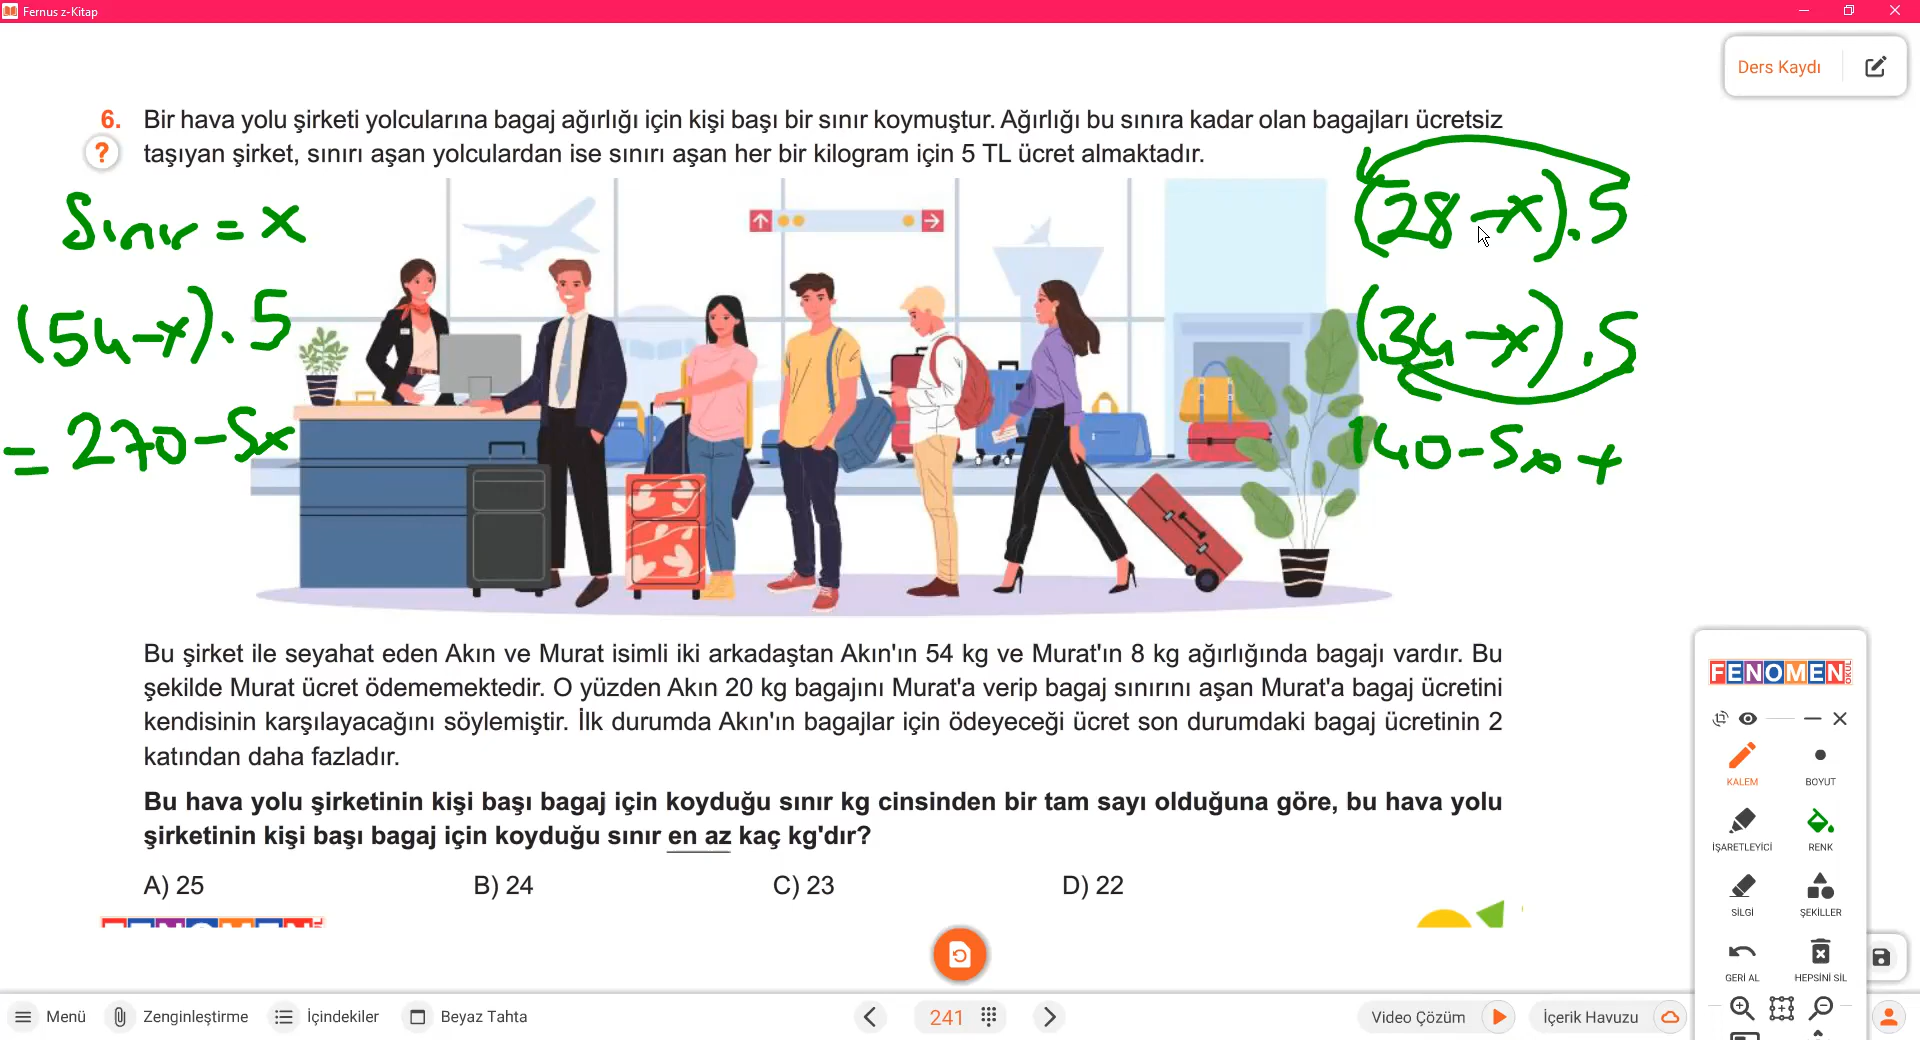 Fernus z-Kitap
Ders Kaydı
6. Bir hava yolu şirketi yolcularına bagaj ağırlığı için kişi başı bir sınır koymuştur. Ağırlığı bu sınıra kadar olan bagajları ücretsiz
? taşıyan şirket, sınırı aşan yolculardan ise sınırı aşan her bir kilogram için 5 TL ücret almaktadır.
Sınır = x
(54-x).5
= 270-5x
(28-x).5
(34-x).5
140-5x +
Bu şirket ile seyahat eden Akın ve Murat isimli iki arkadaştan Akın'ın 54 kg ve Murat'ın 8 kg ağırlığında bagajı vardır. Bu
şekilde Murat ücret ödememektedir. O yüzden Akın 20 kg bagajını Murat'a verip bagaj sınırını aşan Murat'a bagaj ücretini
kendisinin karşılayacağını söylemiştir. İlk durumda Akın'ın bagajlar için ödeyeceği ücret son durumdaki bagaj ücretinin 2
katından daha fazladır.
Bu hava yolu şirketinin kişi başı bagaj için koyduğu sınır kg cinsinden bir tam sayı olduğuna göre, bu hava yolu
şirketinin kişi başı bagaj için koyduğu sınır en az kaç kg'dır?
A) 25 B) 24 C) 23 D) 22
FENOMEN OKUL
KALEM BOYUT
İŞARETLEYİCİ RENK
SİLGİ ŞEKİLLER
GERİ AL HEPSİNİ SİL
Menü Zenginleştirme İçindekiler Beyaz Tahta 241 Video Çözüm İçerik Havuzu